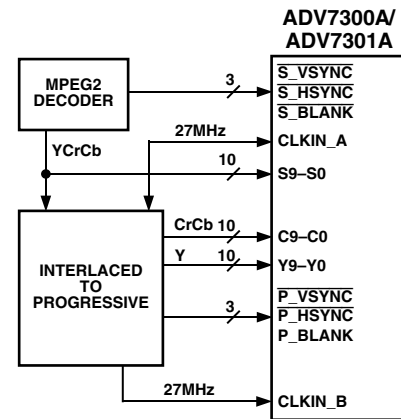 ADV7300A/
ADV7301A
MPEG2
DECODER
3
S_VSYNC
S_HSYNC
S_BLANK
YCrCb
27MHz
CLKIN_A
10
S9–S0
INTERLACED
TO
PROGRESSIVE
CrCb 10
C9–C0
Y 10
Y9–Y0
3
P_VSYNC
P_HSYNC
P_BLANK
27MHz
CLKIN_B